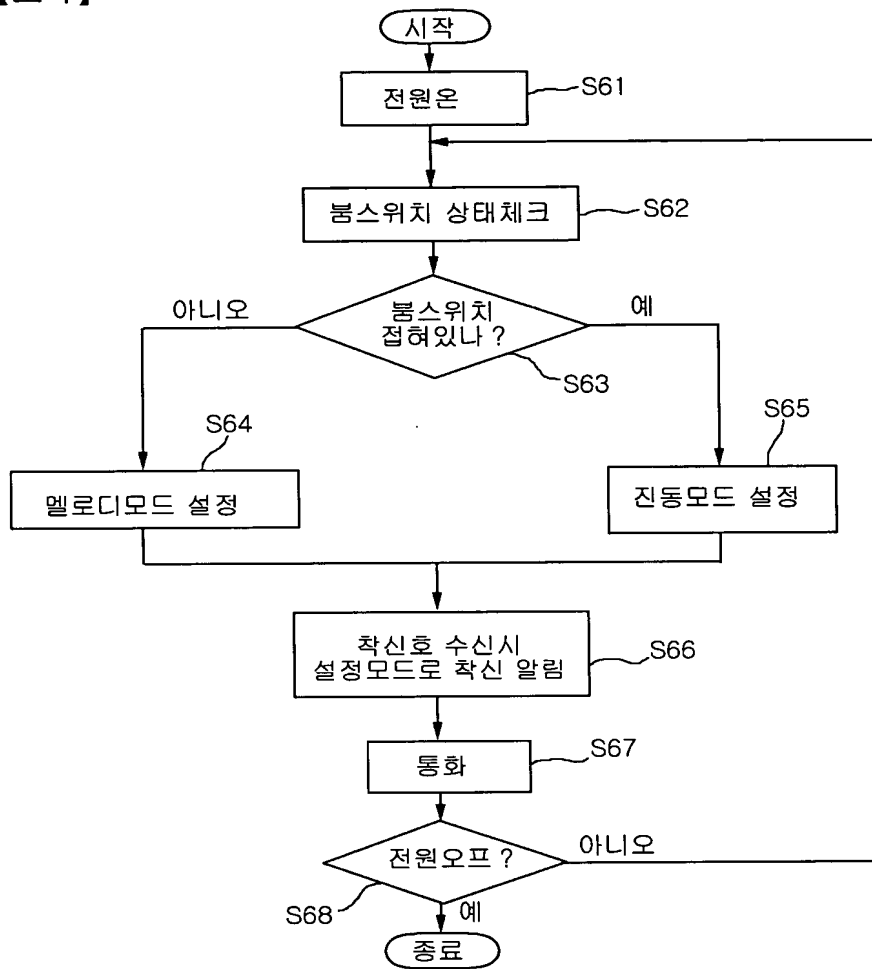 시작
전원온
S61
붐스위치 상태체크
S62
아니오
붐스위치
접혀있나 ?
예
S63
S64
S65
멜로디모드 설정
진동모드 설정
착신호 수신시
설정모드로 착신 알림
S66
통화
S67
전원오프 ?
아니오
S68
예
종료